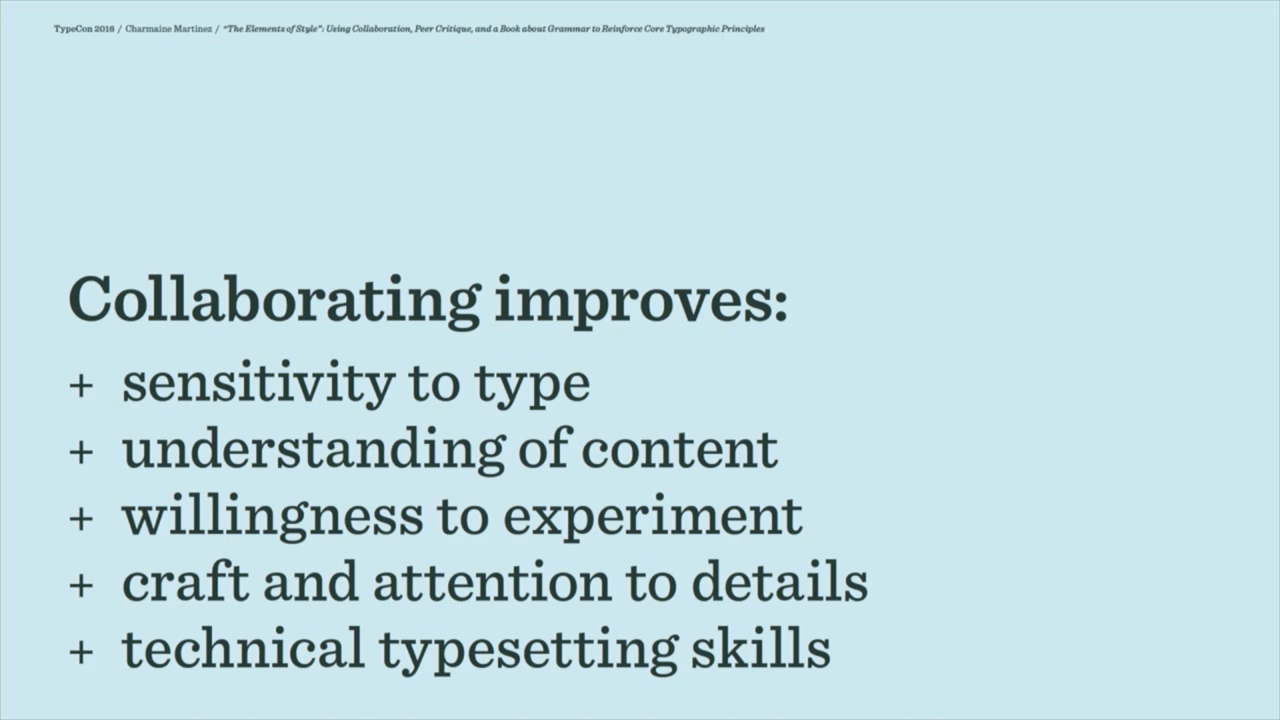 TypeCon 2016 / Charmaine Martinez / “The Elements of Style”: Using Collaboration, Peer Critique, and a Book about Grammar to Reinforce Core Typographic Principles
Collaborating improves:
+ sensitivity to type
+ understanding of content
+ willingness to experiment
+ craft and attention to details
+ technical typesetting skills